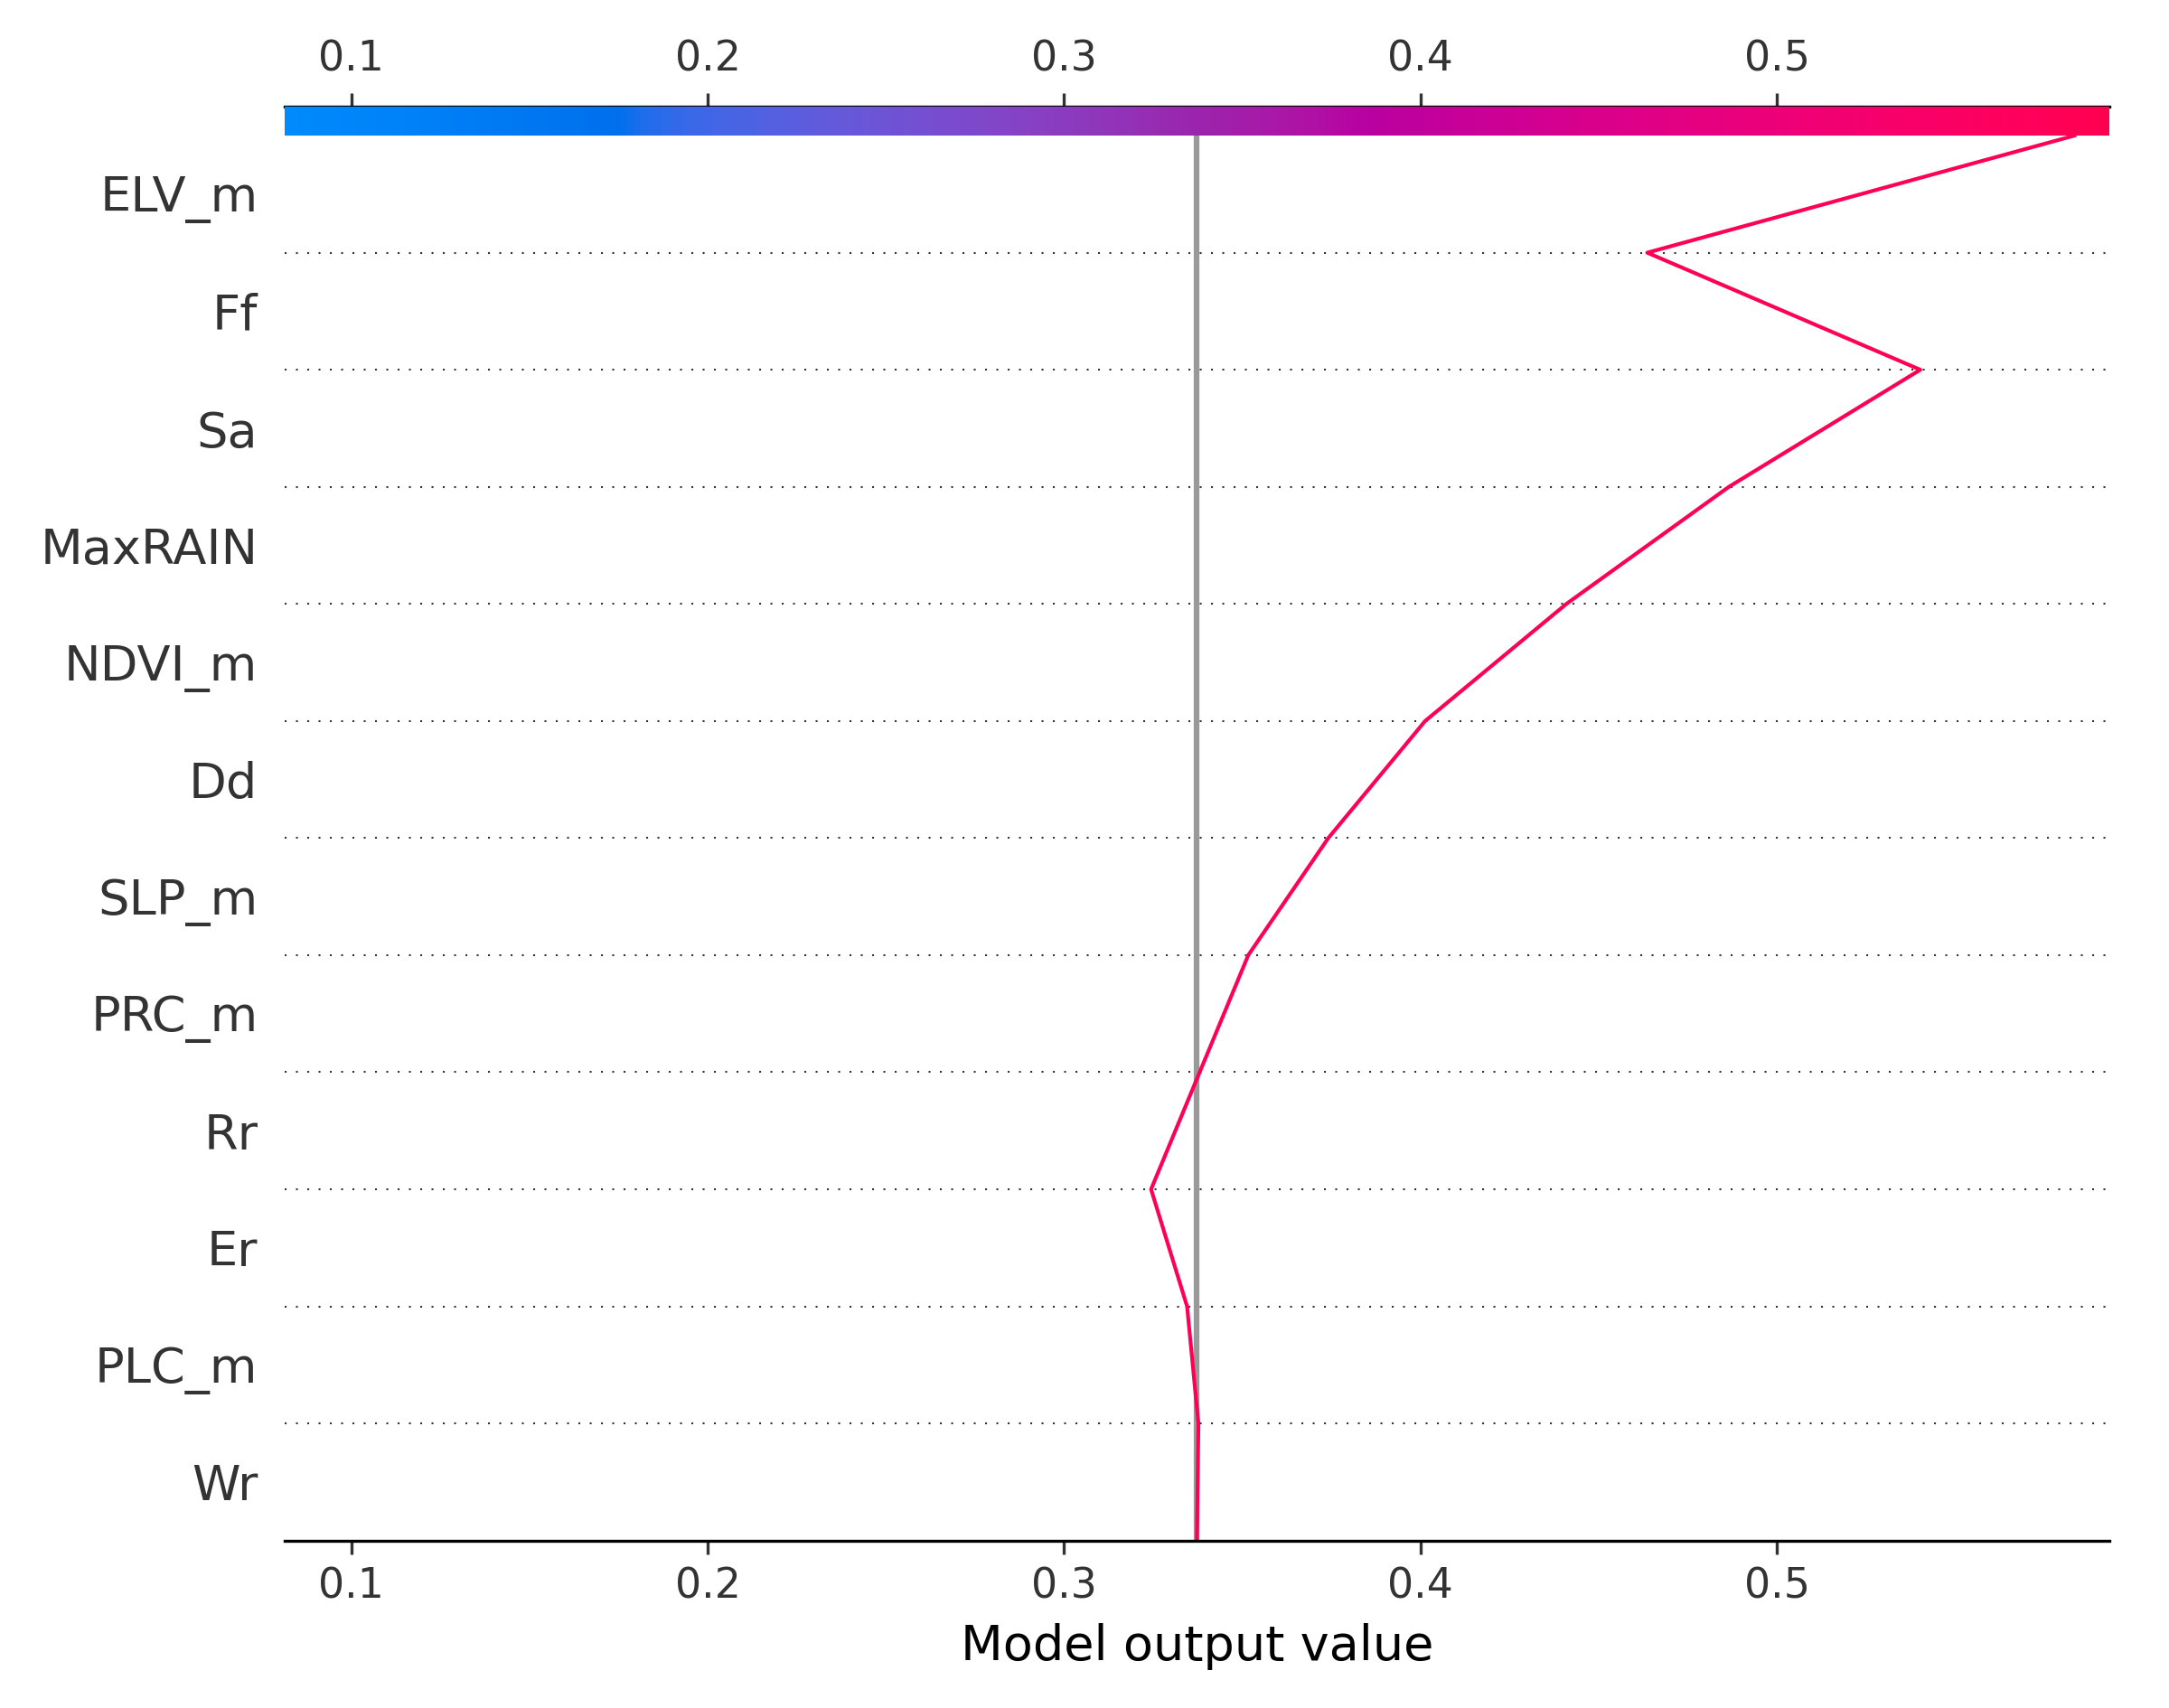 0.1 0.2 0.3 0.4 0.5
ELV_m
Ff
Sa
MaxRAIN
NDVI_m
Dd
SLP_m
PRC_m
Rr
Er
PLC_m
Wr
0.1 0.2 0.3 0.4 0.5
Model output value